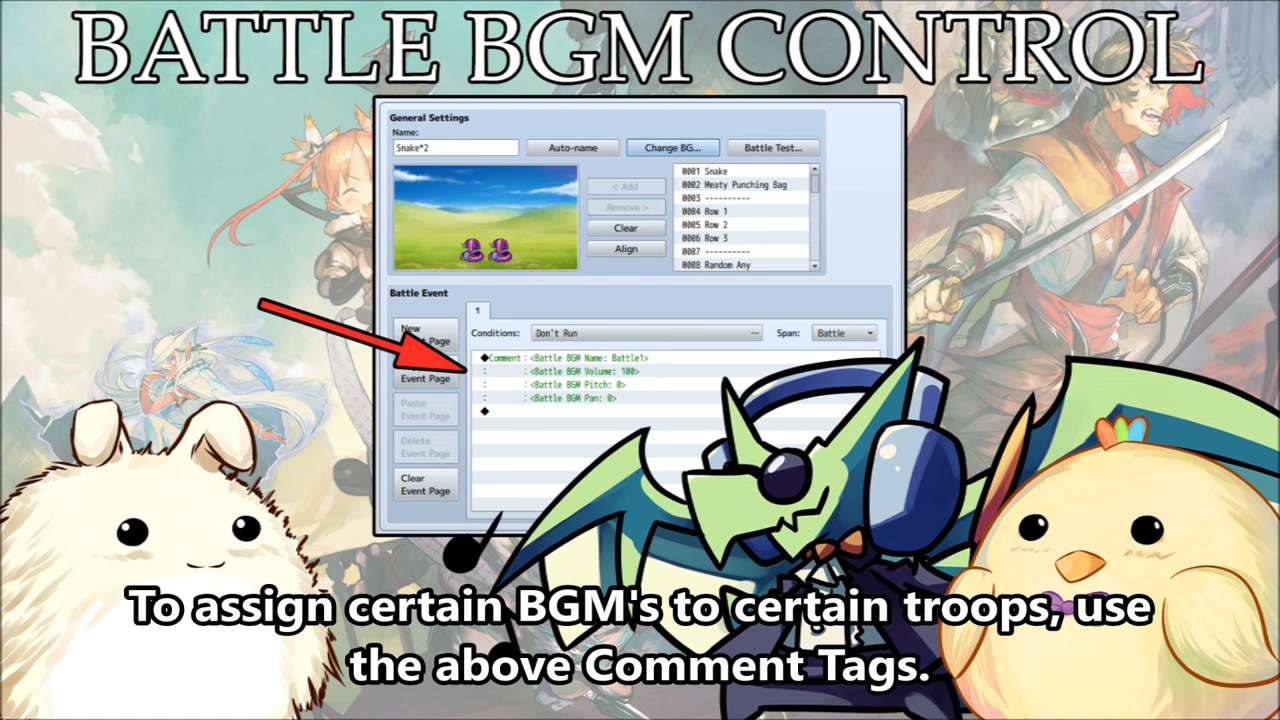 BATTLE BGM CONTROL
General Settings
Name:
Snake*2
Auto-name
Change BG...
Battle Test...
< Add
Remove >
Clear
Align
0001 Snake
0002 Meaty Punching Bag
0003 ----------
0004 Row 1
0005 Row 2
0006 Row 3
0007 ----------
0008 Random Any
Battle Event
1
Conditions:
Don't Run
...
Span:
Battle
New
Page
Event Page
Paste
Event Page
Delete
Event Page
Clear
Event Page
◆Comment : <Battle BGM Name: Battle1>
: : <Battle BGM Volume: 100>
: : <Battle BGM Pitch: 0>
: : <Battle BGM Pan: 0>
◆
To assign certain BGM's to certain troops, use
the above Comment Tags.